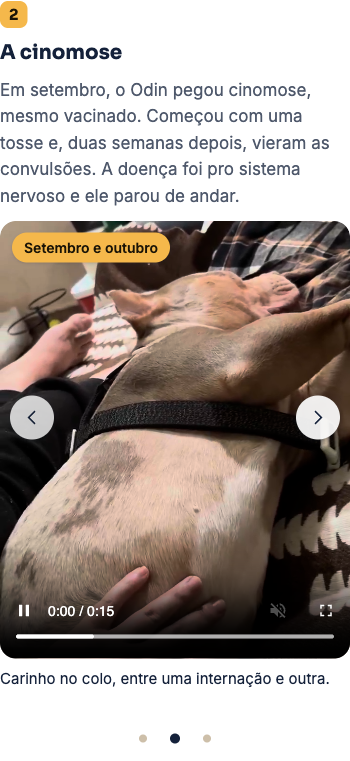 2
A cinomose
Em setembro, o Odin pegou cinomose,
mesmo vacinado. Começou com uma
tosse e, duas semanas depois, vieram as
convulsões. A doença foi pro sistema
nervoso e ele parou de andar.
Setembro e outubro
0:00 / 0:15
Carinho no colo, entre uma internação e outra.